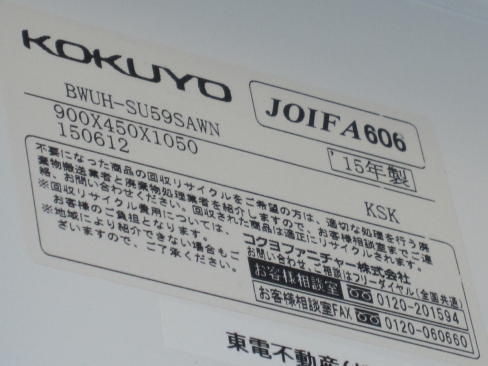 KOKUYO
JOIFA606
BWUH-SU59SAWN
900X450X1050
'15年製
150612
KSK
不要になった商品の回収リサイクルをご希望の方は、適切な処理を行う廃
棄物搬送業者と廃棄物処理業者を紹介しますので、お客様相談室までご連
絡、お問い合わせください。回収された商品は適正にリサイクルされます。
※回収リサイクル費用については、
お客様のご負担となります。
※地域により紹介できない場合もご
ざいますので、ご了承ください。
コクヨファニチャー株式会社
お問い合わせ、ご相談はフリーダイヤル(全国共通)
お客様相談室 0120-201594
お客様相談室FAX 0120-060660
東電不動産(